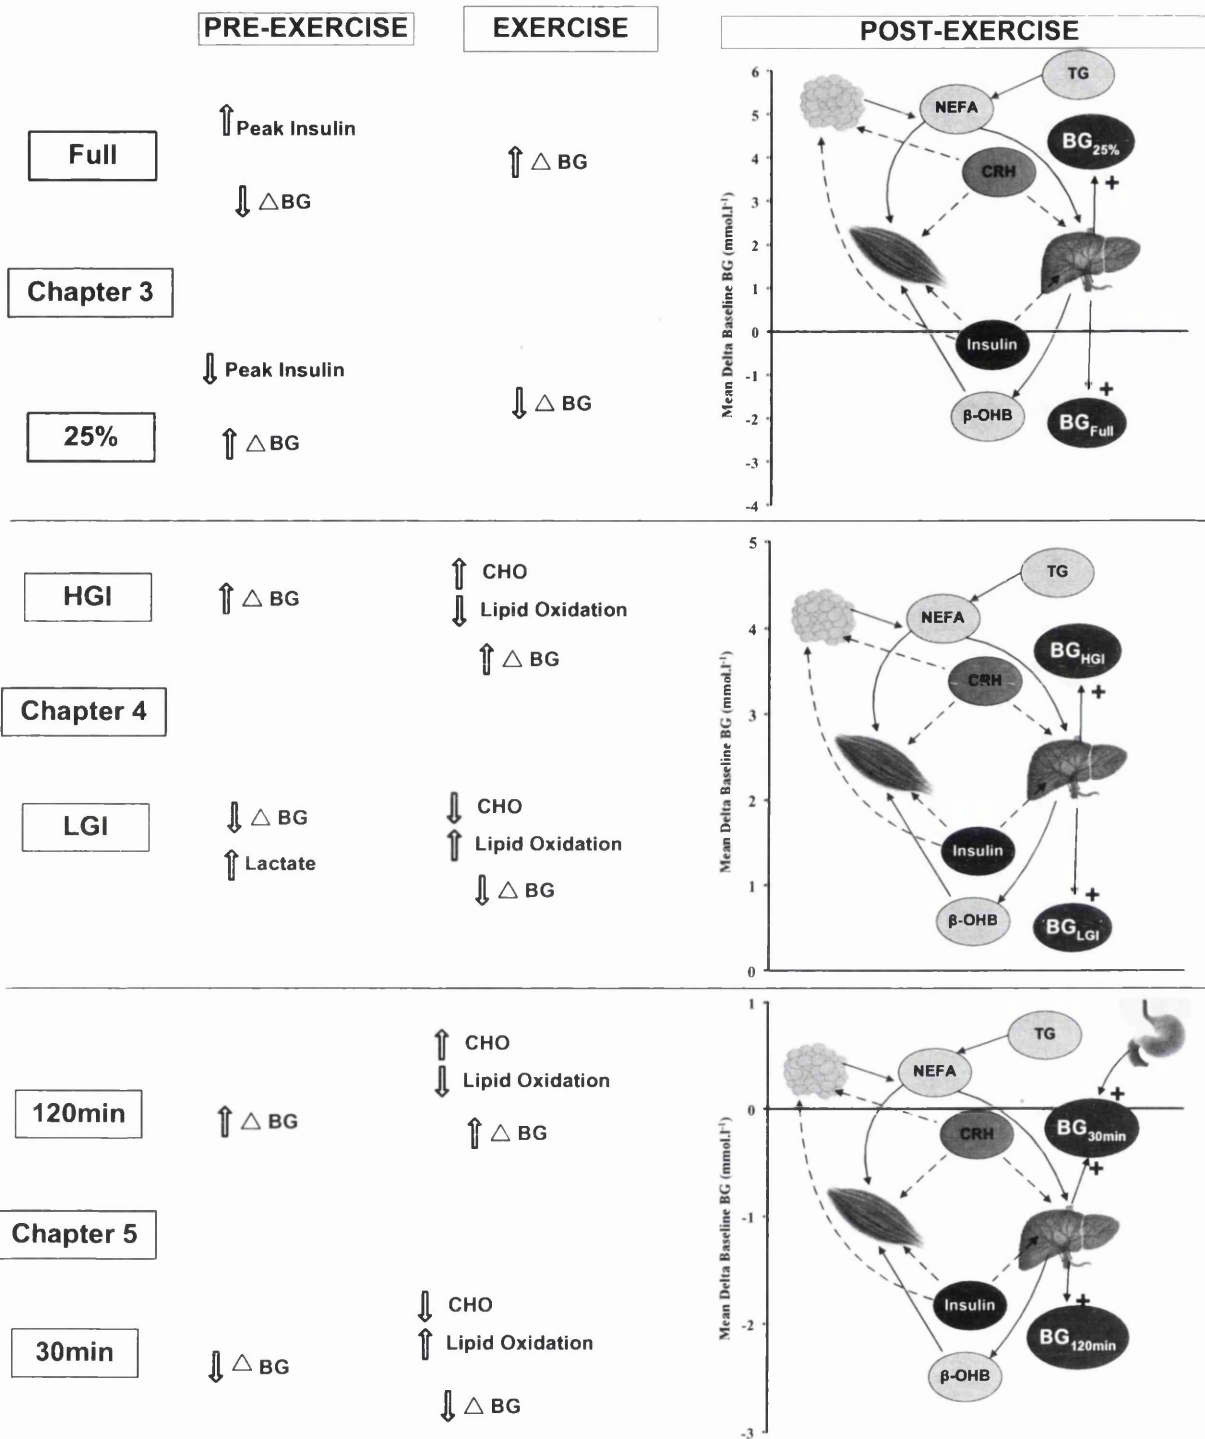 PRE-EXERCISE
EXERCISE
POST-EXERCISE
Full
⇑ Peak Insulin
⇓ △BG
⇑ △ BG
Chapter 3
25%
⇓ Peak Insulin
⇑ △ BG
⇓ △ BG
Mean Delta Baseline BG (mmol.l⁻¹)
6
5
4
3
2
1
0
-1
-2
-3
-4
TG
NEFA
BG25%
CRH
+
Insulin
+
β-OHB
BGFull
HGI
⇑ △ BG
⇑ CHO
⇓ Lipid Oxidation
⇑ △ BG
Chapter 4
LGI
⇓ △ BG
⇑ Lactate
⇓ CHO
⇑ Lipid Oxidation
⇓ △ BG
Mean Delta Baseline BG (mmol.l⁻¹)
5
4
3
2
1
0
TG
NEFA
BGHGI
CRH
+
Insulin
+
β-OHB
BGLGI
120min
⇑ △ BG
⇑ CHO
⇓ Lipid Oxidation
⇑ △ BG
Chapter 5
30min
⇓ △ BG
⇓ CHO
⇑ Lipid Oxidation
⇓ △ BG
Mean Delta Baseline BG (mmol.l⁻¹)
1
0
-1
-2
-3
TG
NEFA
+
BG30min
CRH
+
Insulin
+
BG120min
β-OHB